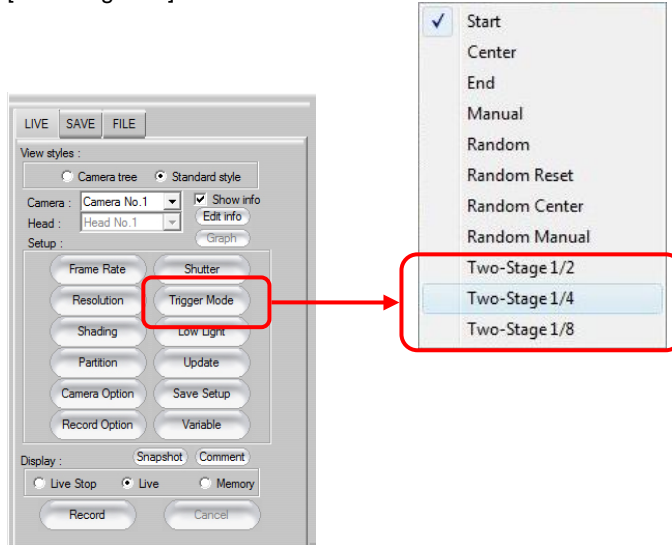 LIVE SAVE FILE
View styles :
Camera tree Standard style
Camera : Camera No.1 Show info
Head : Head No.1 Edit info
Setup : Graph
Frame Rate Shutter
Resolution Trigger Mode
Shading Low Light
Partition Update
Camera Option Save Setup
Record Option Variable
Display : Snapshot Comment
Live Stop Live Memory
Record Cancel
Start
Center
End
Manual
Random
Random Reset
Random Center
Random Manual
Two-Stage 1/2
Two-Stage 1/4
Two-Stage 1/8